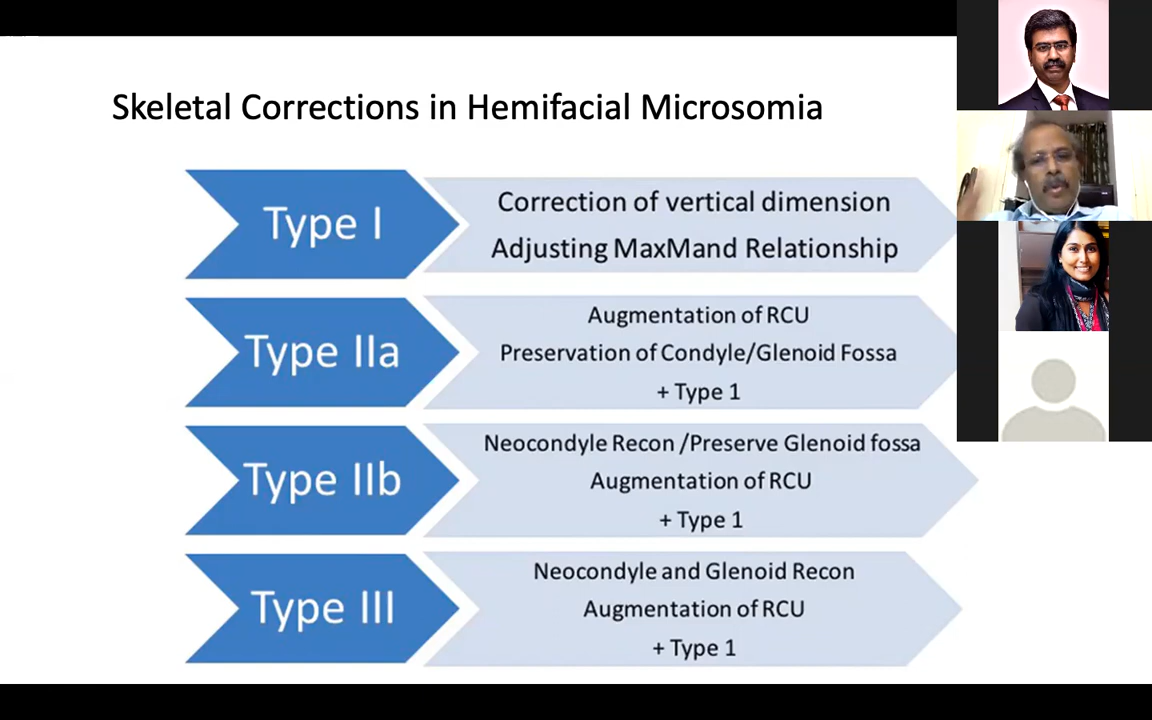 Skeletal Corrections in Hemifacial Microsomia
Type I
Correction of vertical dimension
Adjusting MaxMand Relationship
Type IIa
Augmentation of RCU
Preservation of Condyle/Glenoid Fossa
+ Type 1
Type IIb
Neocondyle Recon /Preserve Glenoid fossa
Augmentation of RCU
+ Type 1
Type III
Neocondyle and Glenoid Recon
Augmentation of RCU
+ Type 1